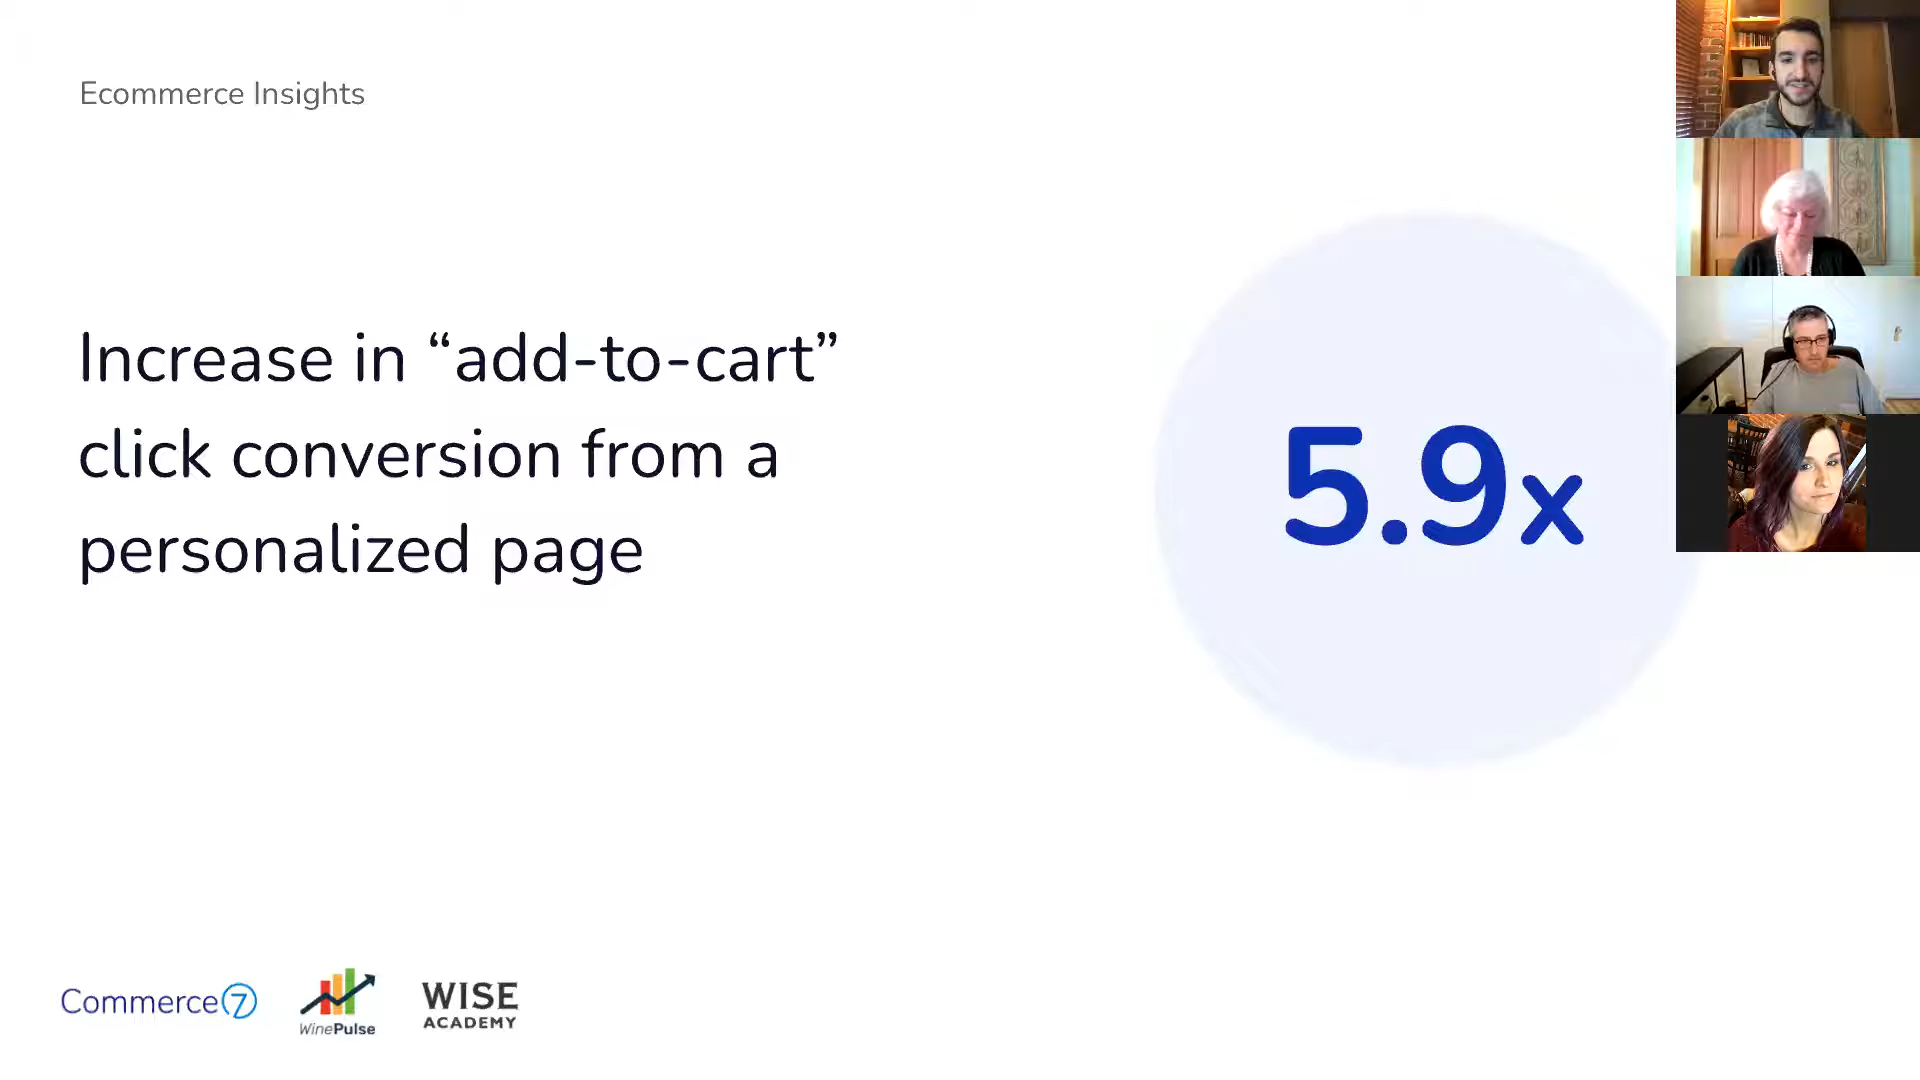 Ecommerce Insights
Increase in “add-to-cart”
click conversion from a
personalized page
5.9x
Commerce7
WinePulse
WISE
ACADEMY